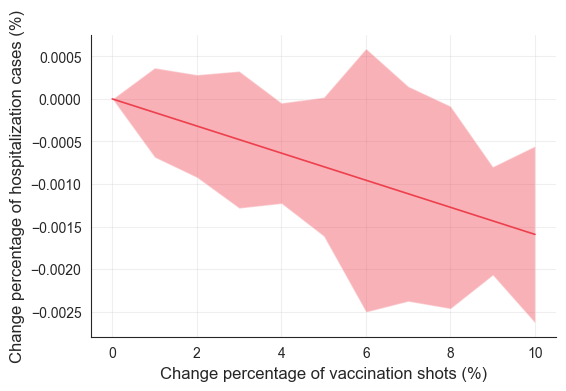 Change percentage of hospitalization cases (%)
0.0005
0.0000
−0.0005
−0.0010
−0.0015
−0.0020
−0.0025
0 2 4 6 8 10
Change percentage of vaccination shots (%)